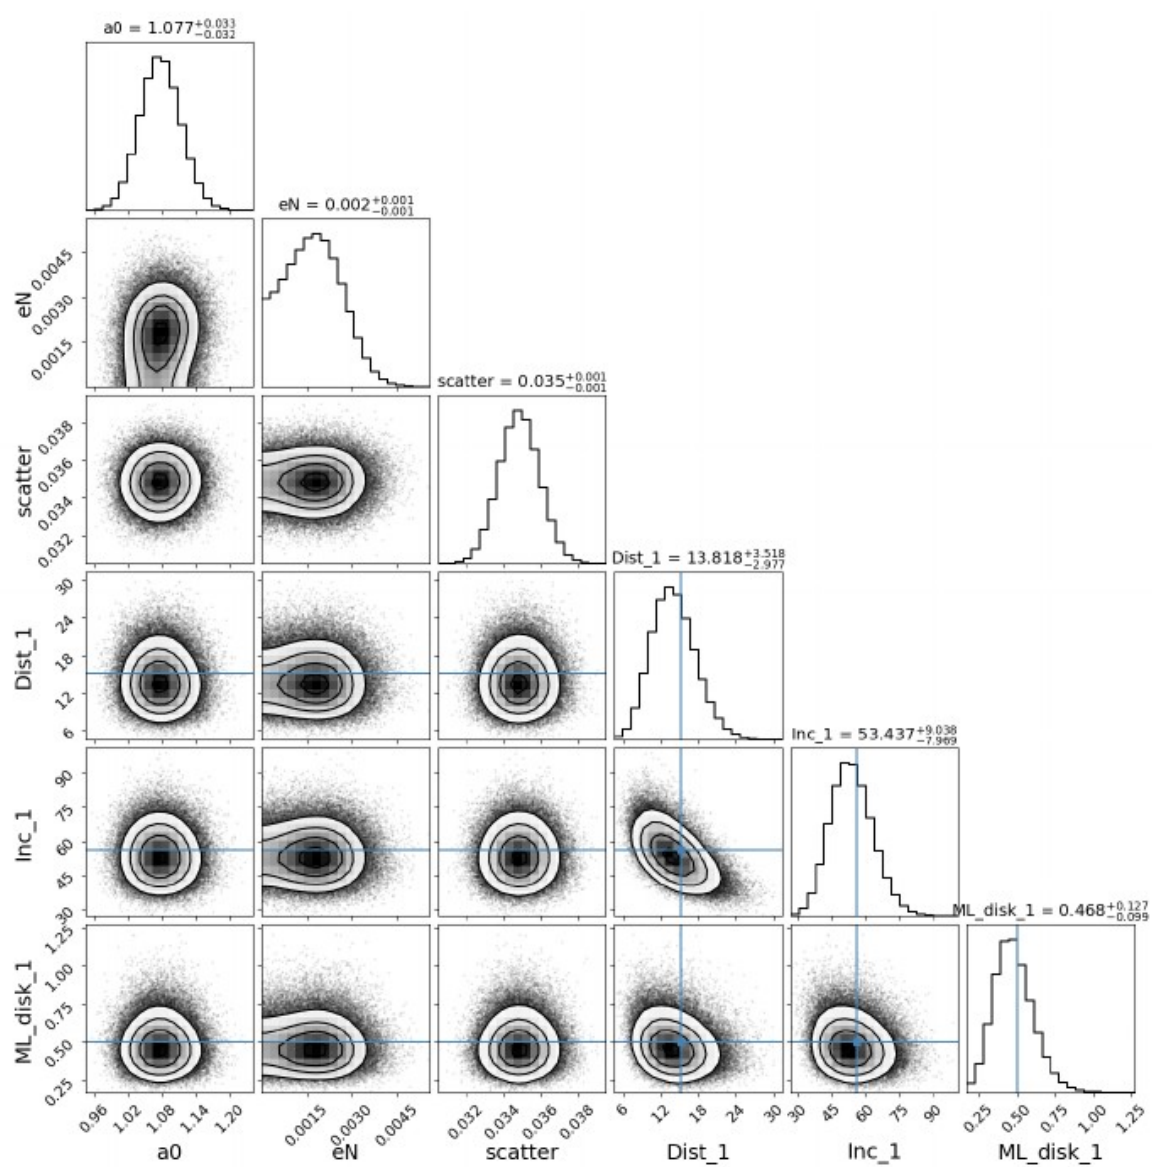 a0 = 1.077+0.033−0.032
eN = 0.002+0.001−0.001
eN
0.0045
0.0030
0.0015
scatter = 0.035+0.001−0.001
scatter
0.038
0.036
0.034
0.032
Dist_1 = 13.818+3.518−2.977
Dist_1
30
24
18
12
6
Inc_1 = 53.437+9.038−7.969
Inc_1
90
75
60
45
30
ML_disk_1 = 0.468+0.127−0.099
ML_disk_1
1.25
1.00
0.75
0.50
0.25
0.96 1.02 1.08 1.14 1.20
0.0015 0.0030 0.0045
0.032 0.034 0.036 0.038
6 12 18 24 30
30 45 60 75 90
0.25 0.50 0.75 1.00 1.25
a0 eN scatter Dist_1 Inc_1 ML_disk_1